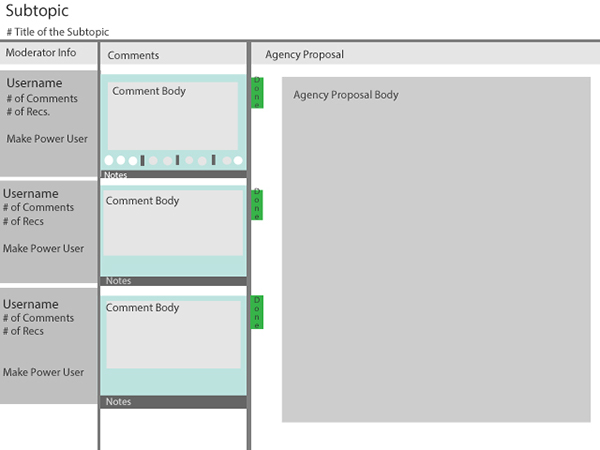 Subtopic
# Title of the Subtopic
Moderator Info
Comments
Agency Proposal
Username
# of Comments
# of Recs.
Make Power User
Comment Body
Notes
Done
Agency Proposal Body
Username
# of Comments
# of Recs
Make Power User
Comment Body
Notes
Done
Username
# of Comments
# of Recs
Make Power User
Comment Body
Notes
Done